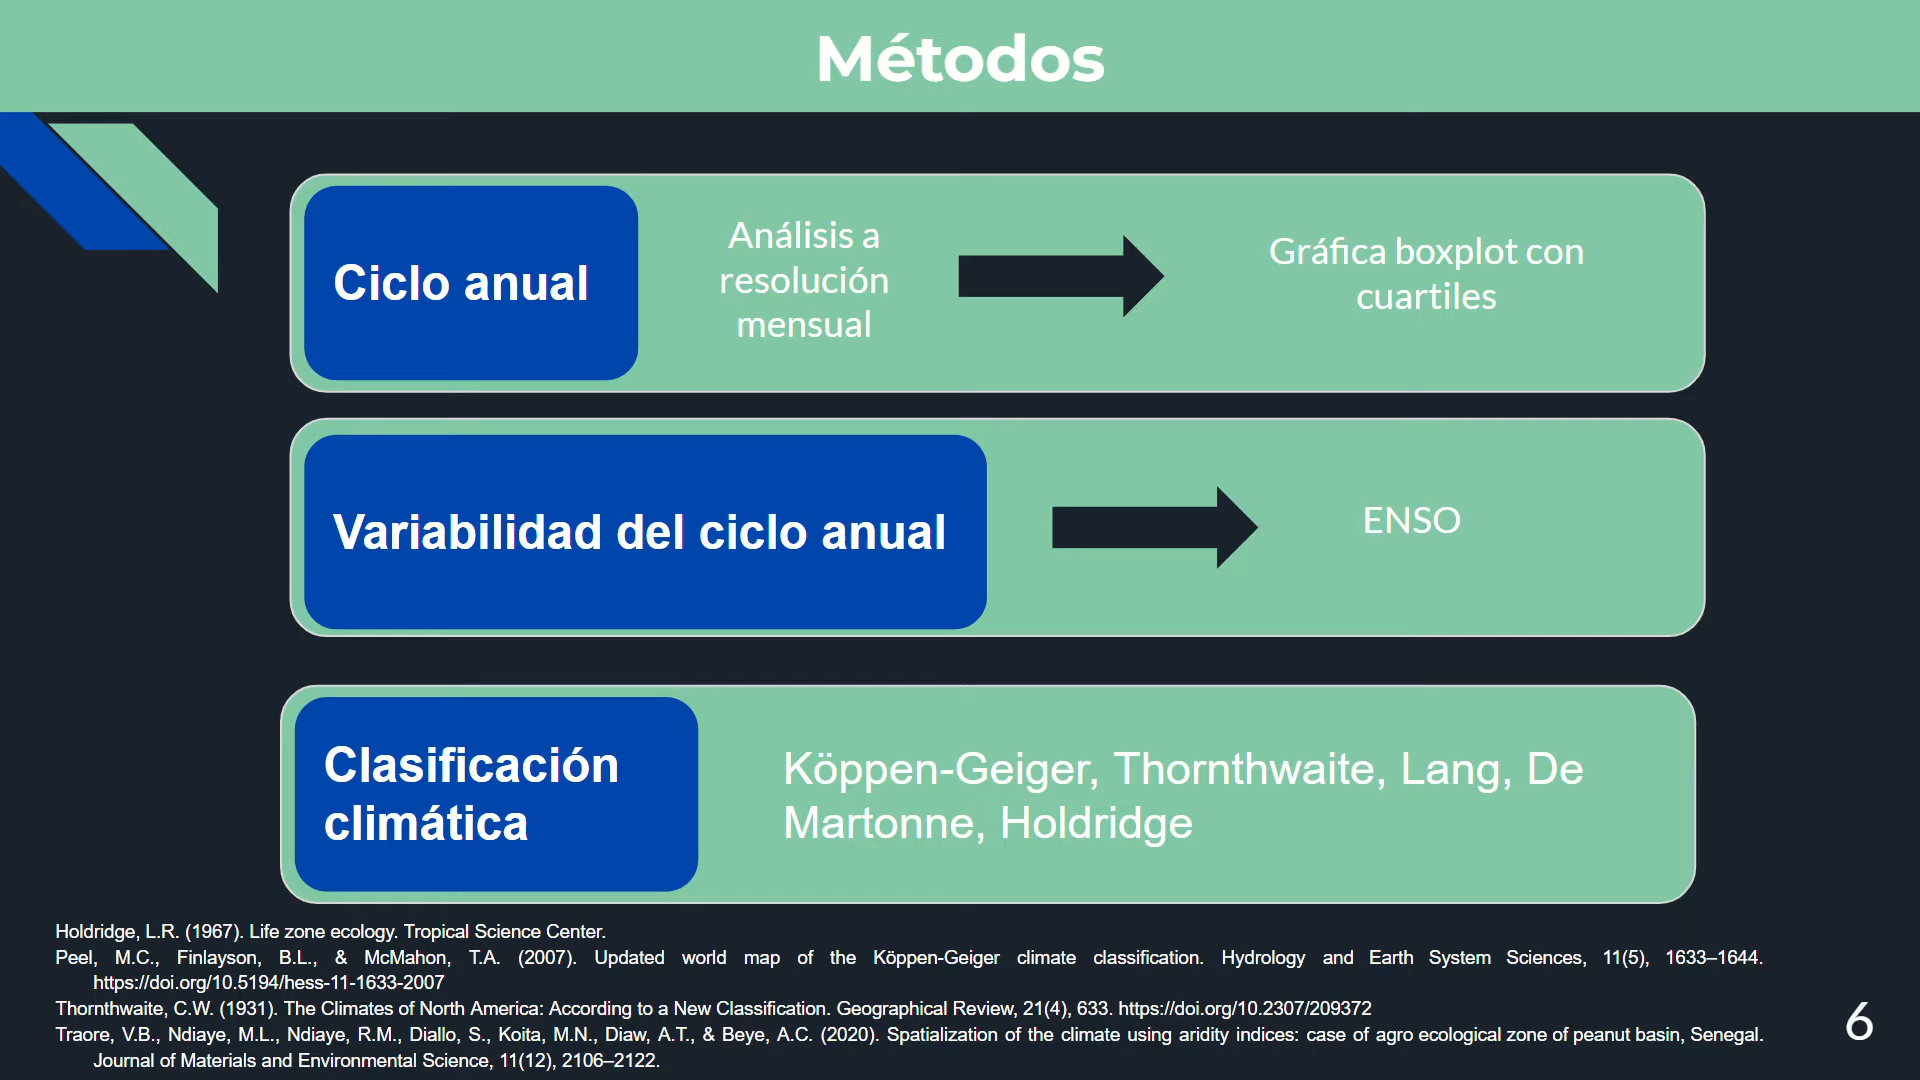 Métodos
Ciclo anual
Análisis a
resolución
mensual
Gráfica boxplot con
cuartiles
Variabilidad del ciclo anual
ENSO
Clasificación
climática
Köppen-Geiger, Thornthwaite, Lang, De
Martonne, Holdridge
Holdridge, L.R. (1967). Life zone ecology. Tropical Science Center.
Peel, M.C., Finlayson, B.L., & McMahon, T.A. (2007). Updated world map of the Köppen-Geiger climate classification. Hydrology and Earth System Sciences, 11(5), 1633–1644.
https://doi.org/10.5194/hess-11-1633-2007
Thornthwaite, C.W. (1931). The Climates of North America: According to a New Classification. Geographical Review, 21(4), 633. https://doi.org/10.2307/209372
Traore, V.B., Ndiaye, M.L., Ndiaye, R.M., Diallo, S., Koita, M.N., Diaw, A.T., & Beye, A.C. (2020). Spatialization of the climate using aridity indices: case of agro ecological zone of peanut basin, Senegal.
Journal of Materials and Environmental Science, 11(12), 2106–2122.
6